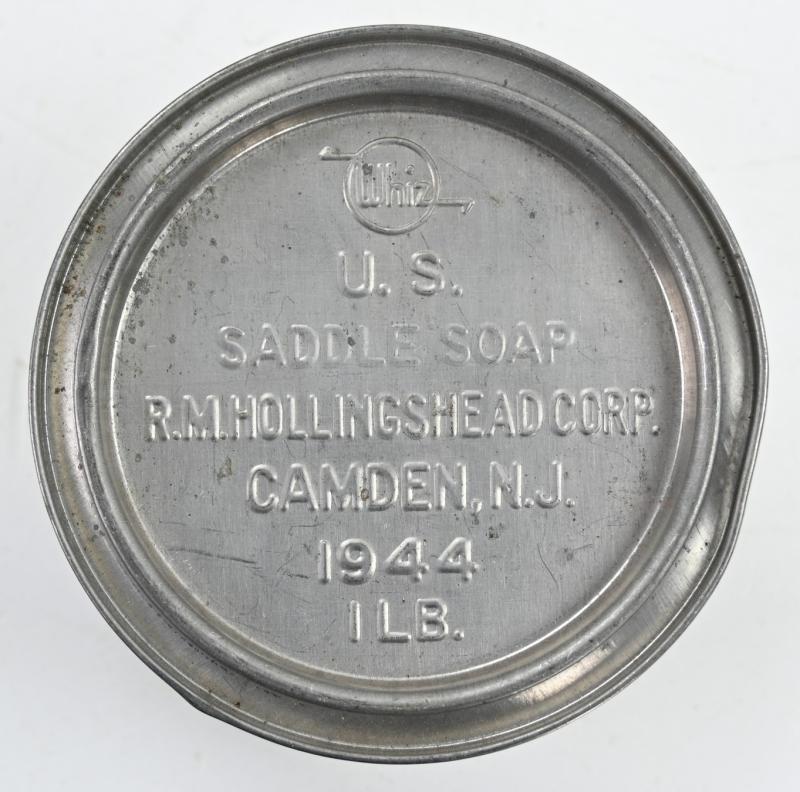 Whiz
U. S.
SADDLE SOAP
R.M.HOLLINGSHEAD CORP.
CAMDEN, N.J.
1944
1 LB.